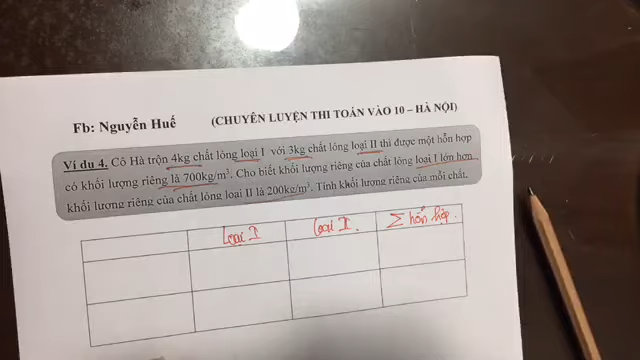 Fb: Nguyễn Huế (CHUYÊN LUYỆN THI TOÁN VÀO 10 – HÀ NỘI)
Ví dụ 4. Cô Hà trộn 4kg chất lỏng loại I với 3kg chất lỏng loại II thì được một hỗn hợp
có khối lượng riêng là 700kg/m³. Cho biết khối lượng riêng của chất lỏng loại I lớn hơn
khối lượng riêng của chất lỏng loại II là 200kg/m³. Tính khối lượng riêng của mỗi chất.
Loại I Loại II. Σ hỗn hợp.